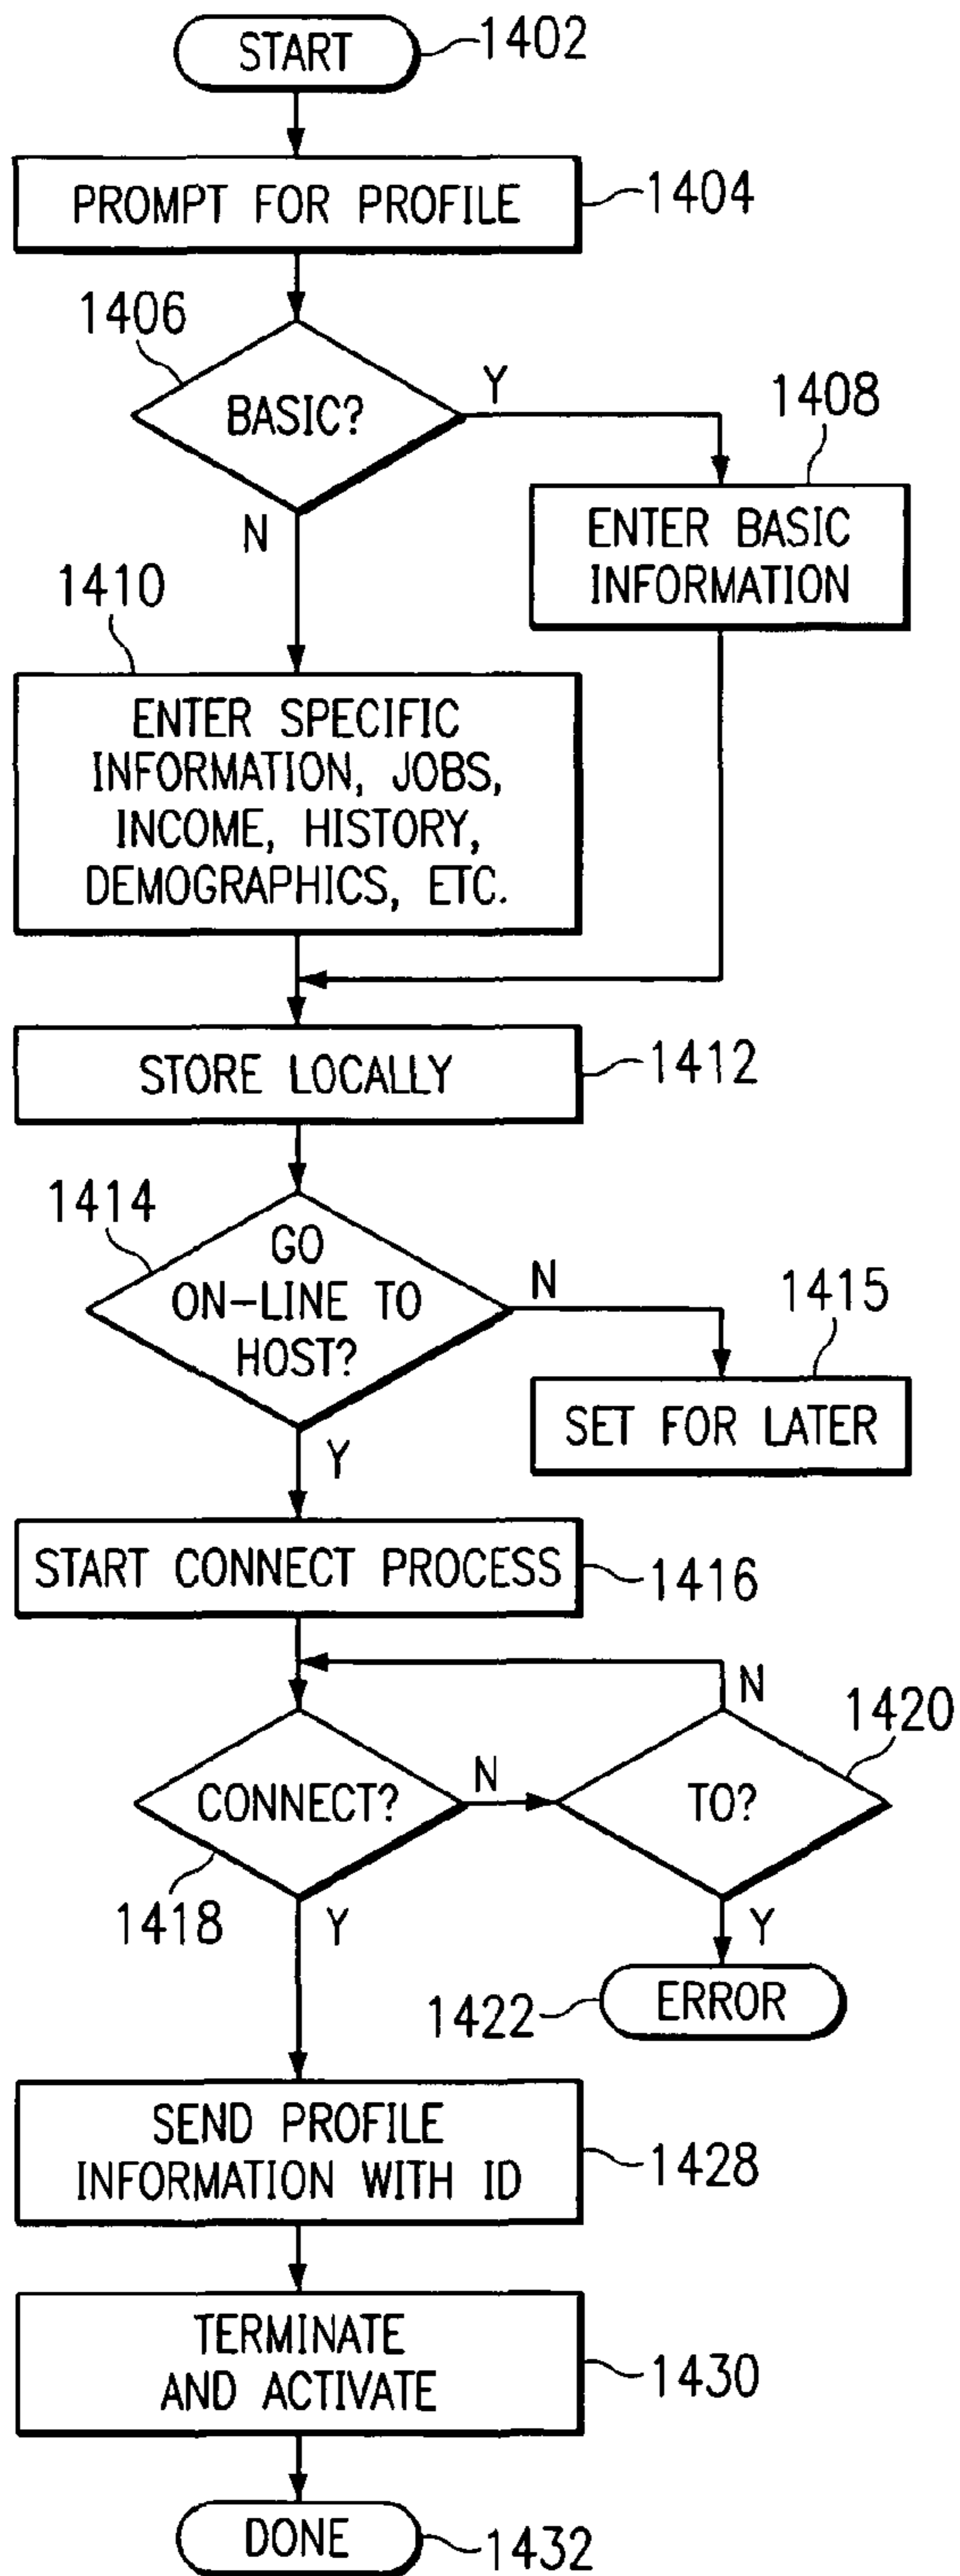 START
1402
PROMPT FOR PROFILE
1404
1406
BASIC?
Y
N
1408
ENTER BASIC
INFORMATION
1410
ENTER SPECIFIC
INFORMATION, JOBS,
INCOME, HISTORY,
DEMOGRAPHICS, ETC.
STORE LOCALLY
1412
1414
GO
ON-LINE TO
HOST?
N
Y
1415
SET FOR LATER
START CONNECT PROCESS
1416
CONNECT?
N
1418
Y
N
1420
TO?
Y
1422
ERROR
SEND PROFILE
INFORMATION WITH ID
1428
TERMINATE
AND ACTIVATE
1430
DONE
1432